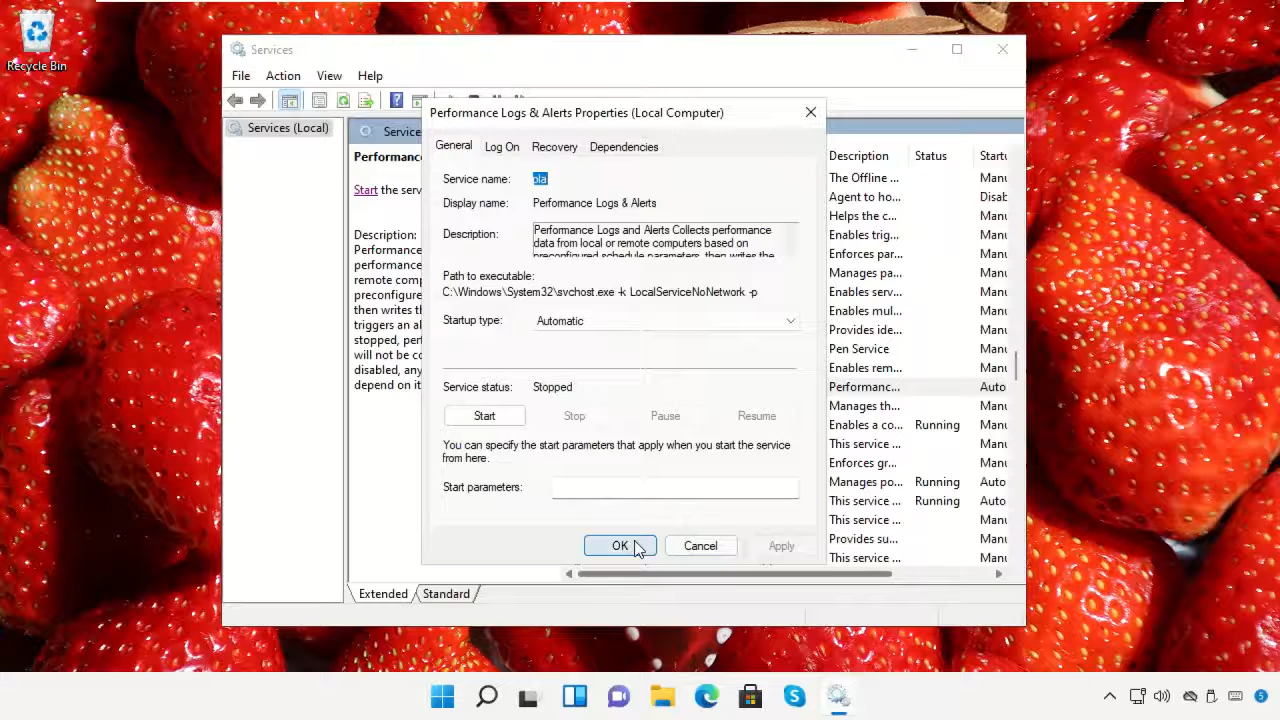 Recycle Bin
Services
File Action View Help
Services (Local)
Performance Logs & Alerts Properties (Local Computer)
General Log On Recovery Dependencies
Service name: pla
Display name: Performance Logs & Alerts
Description: Performance Logs and Alerts Collects performance
data from local or remote computers based on
preconfigured schedule parameters, then writes the
Path to executable:
C:\Windows\System32\svchost.exe -k LocalServiceNoNetwork -p
Startup type: Automatic
Service status: Stopped
Start Stop Pause Resume
You can specify the start parameters that apply when you start the service
from here.
Start parameters:
OK Cancel Apply
Start the serv
Description:
Performance
performance
remote comp
preconfigure
then writes th
triggers an al
stopped, perf
will not be co
disabled, any
depend on it
Description Status Startu
The Offline ... Manu
Agent to ho... Disab
Helps the c... Manu
Enables trig... Manu
Enforces par... Manu
Manages pa... Manu
Enables serv... Manu
Enables mul... Manu
Provides ide... Manu
Pen Service Manu
Enables rem... Manu
Performanc... Auto
Manages th... Manu
Enables a co... Running Manu
This service ... Manu
Enforces gr... Manu
Manages po... Running Auto
This service ... Running Auto
This service ... Manu
Provides su... Manu
This service ... Manu
Extended Standard
5